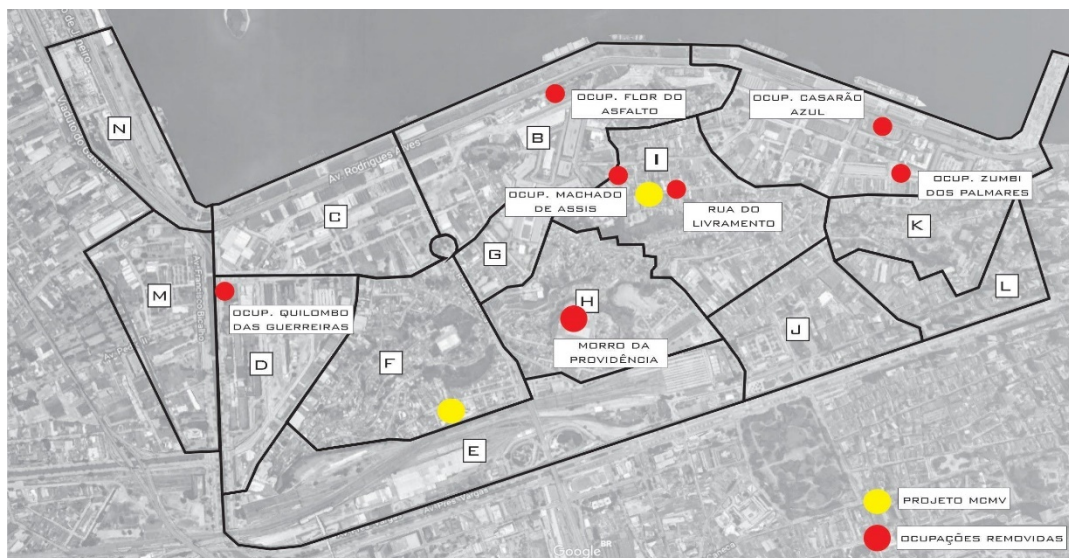 N
OCUP. FLOR DO
ASFALTO
OCUP. CASARÃO
AZUL
B
I
Av. Rodrigues Alves
OCUP. MACHADO
DE ASSIS
RUA DO
LIVRAMENTO
OCUP. ZUMBI
DOS PALMARES
C
K
G
M
OCUP. QUILOMBO
DAS GUERREIRAS
H
L
MORRO DA
PROVIDÊNCIA
J
D
F
E
PROJETO MCMV
OCUPAÇÕES REMOVIDAS
Google
BR